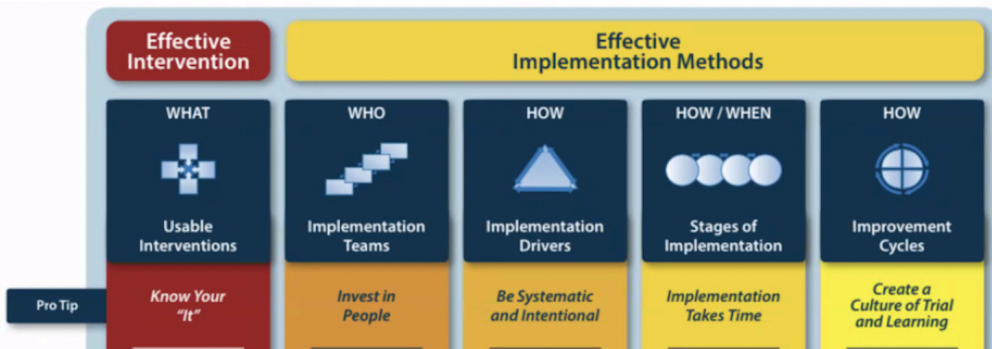 Effective
Intervention
Effective
Implementation Methods
WHAT
Usable
Interventions
WHO
Implementation
Teams
HOW
Implementation
Drivers
HOW / WHEN
Stages of
Implementation
HOW
Improvement
Cycles
Pro Tip
Know Your
"It"
Invest in
People
Be Systematic
and Intentional
Implementation
Takes Time
Create a
Culture of Trial
and Learning